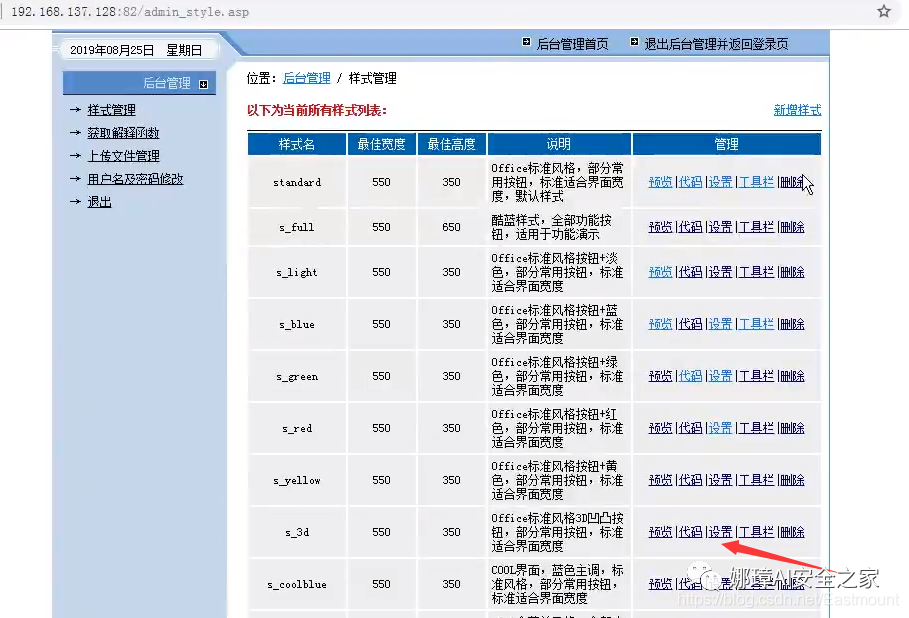 192.168.137.128:82/admin_style.asp
2019年08月25日 星期日
后台管理首页 退出后台管理并返回登录页
后台管理
样式管理
获取解释函数
上传文件管理
用户名及密码修改
退出
位置：后台管理 / 样式管理
以下为当前所有样式列表：
新增样式
样式名 最佳宽度 最佳高度 说明 管理
standard 550 350 Office标准风格，部分常 预览|代码|设置|工具栏|删除
用按钮，标准适合界面宽
度，默认样式
s_full 550 650 酷蓝样式，全部功能按 预览|代码|设置|工具栏|删除
钮，适用于功能演示
s_light 550 350 Office标准风格按钮+淡 预览|代码|设置|工具栏|删除
色，部分常用按钮，标准
适合界面宽度
s_blue 550 350 Office标准风格按钮+蓝 预览|代码|设置|工具栏|删除
色，部分常用按钮，标准
适合界面宽度
s_green 550 350 Office标准风格按钮+绿 预览|代码|设置|工具栏|删除
色，部分常用按钮，标准
适合界面宽度
s_red 550 350 Office标准风格按钮+红 预览|代码|设置|工具栏|删除
色，部分常用按钮，标准
适合界面宽度
s_yellow 550 350 Office标准风格按钮+黄 预览|代码|设置|工具栏|删除
色，部分常用按钮，标准
适合界面宽度
s_3d 550 350 Office标准风格3D凹凸按 预览|代码|设置|工具栏|删除
钮，部分常用按钮，标准
适合界面宽度
s_coolblue 550 350 COOL界面，蓝色主调，标 预览|代码|设置|工具栏|删除
准风格，部分常用按钮，
标准适合界面宽度
娜璋AI安全之家
https://blog.csdn.net/Eastmount